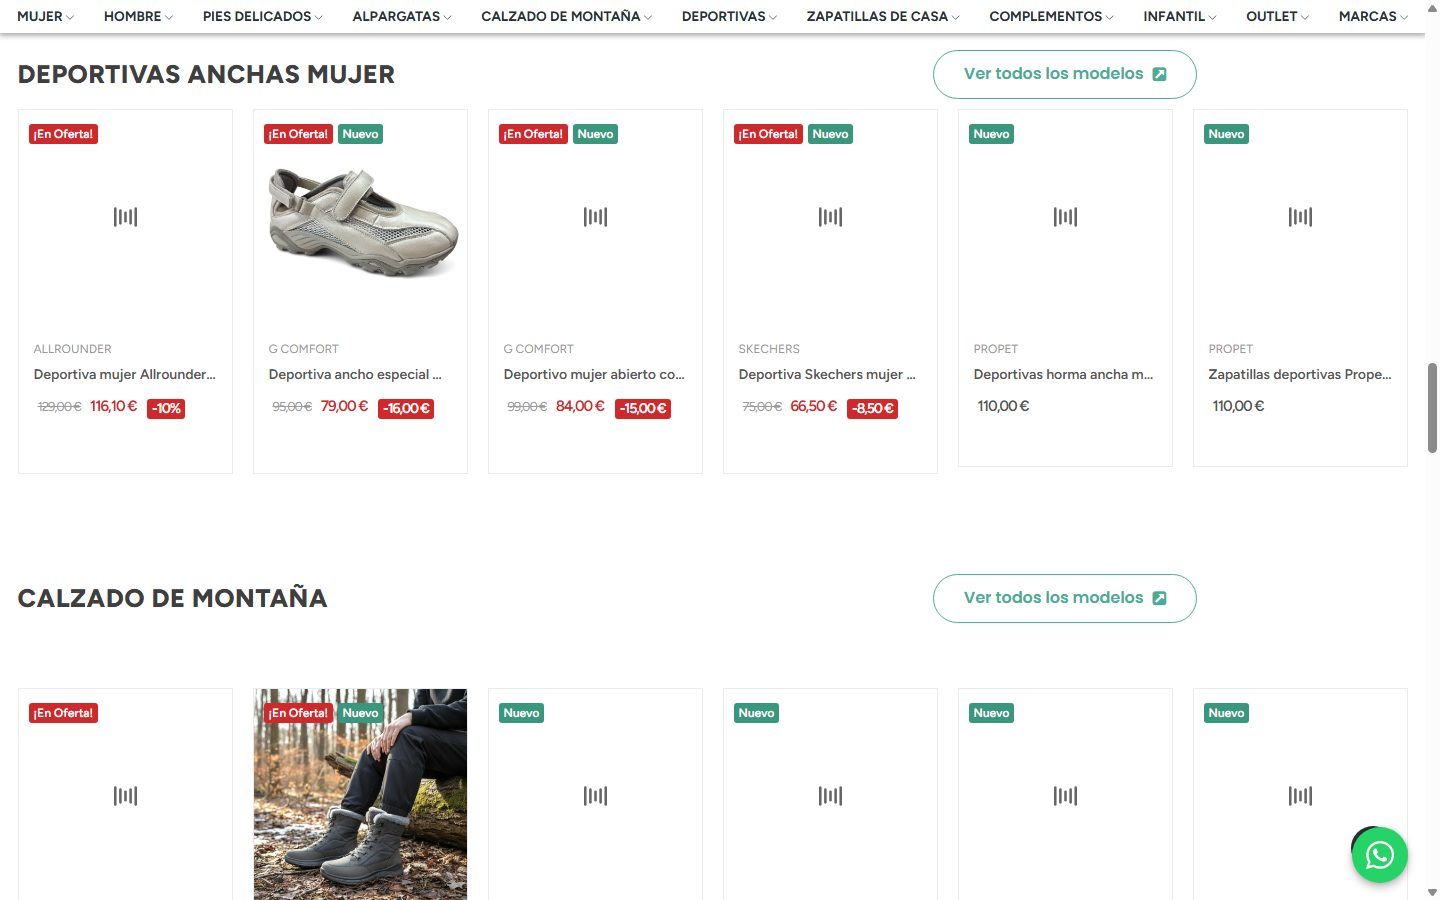 MUJER HOMBRE PIES DELICADOS ALPARGATAS CALZADO DE MONTAÑA DEPORTIVAS ZAPATILLAS DE CASA COMPLEMENTOS INFANTIL OUTLET MARCAS
DEPORTIVAS ANCHAS MUJER
Ver todos los modelos
¡En Oferta!
ALLROUNDER
Deportiva mujer Allrounder...
129,00 € 116,10 € -10%
¡En Oferta! Nuevo
G COMFORT
Deportiva ancho especial ...
95,00 € 79,00 € -16,00 €
¡En Oferta! Nuevo
G COMFORT
Deportivo mujer abierto co...
99,00 € 84,00 € -15,00 €
¡En Oferta! Nuevo
SKECHERS
Deportiva Skechers mujer ...
75,00 € 66,50 € -8,50 €
Nuevo
PROPET
Deportivas horma ancha m...
110,00 €
Nuevo
PROPET
Zapatillas deportivas Prope...
110,00 €
CALZADO DE MONTAÑA
Ver todos los modelos
¡En Oferta!
¡En Oferta! Nuevo
Nuevo
Nuevo
Nuevo
Nuevo